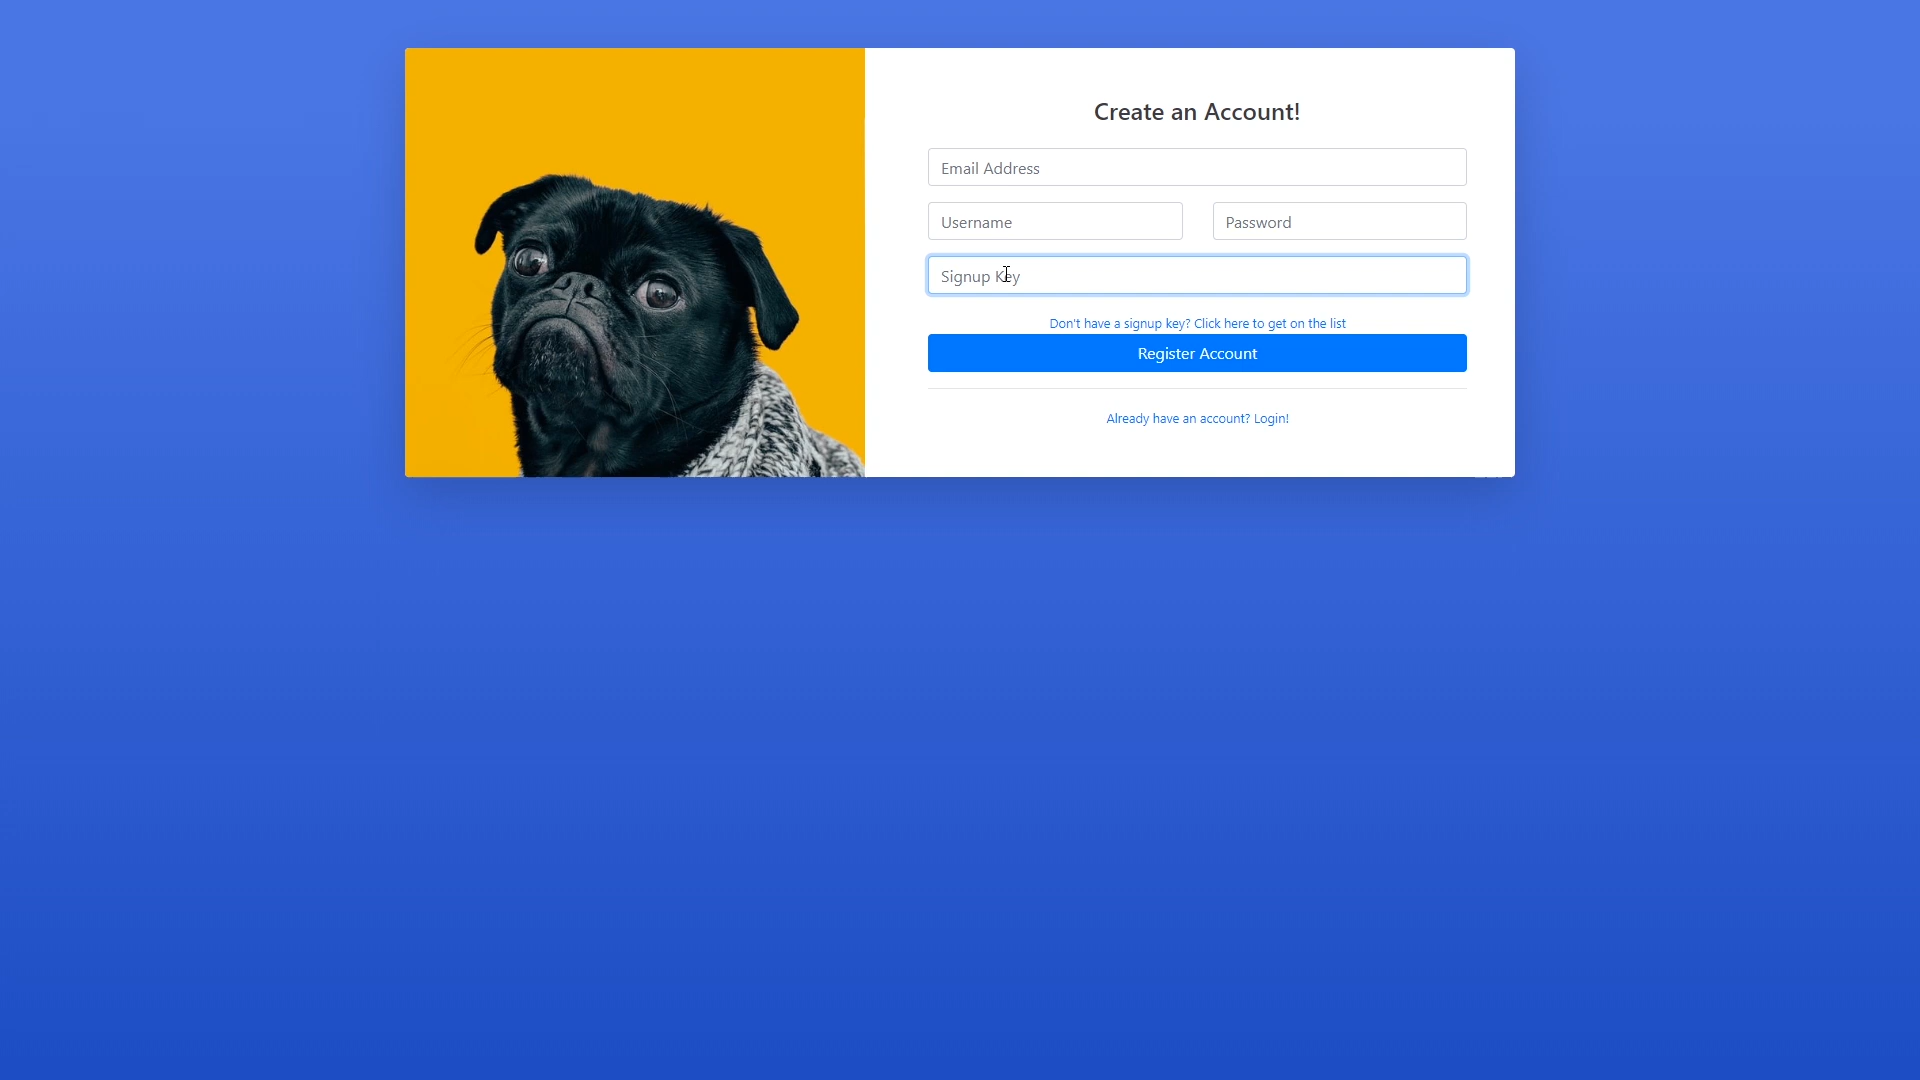 Create an Account!
Email Address
Username Password
Signup Key
Don't have a signup key? Click here to get on the list
Register Account
Already have an account? Login!